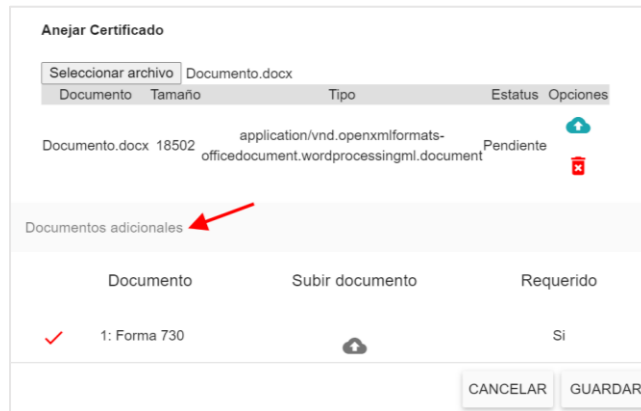 Anejar Certificado
Seleccionar archivo Documento.docx
Documento Tamaño Tipo Estatus Opciones
Documento.docx 18502 application/vnd.openxmlformats-
officedocument.wordprocessingml.document Pendiente
Documentos adicionales
Documento Subir documento Requerido
1: Forma 730 Si
CANCELAR GUARDAR